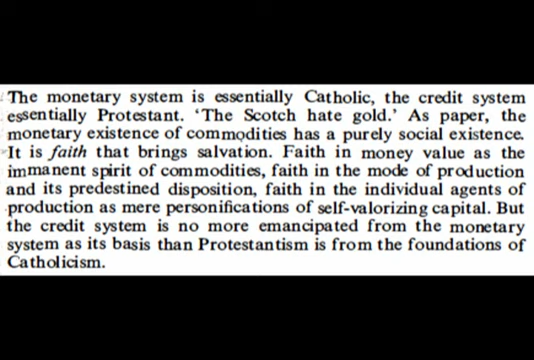 The monetary system is essentially Catholic, the credit system
essentially Protestant. ‘The Scotch hate gold.’ As paper, the
monetary existence of commodities has a purely social existence.
It is faith that brings salvation. Faith in money value as the
immanent spirit of commodities, faith in the mode of production
and its predestined disposition, faith in the individual agents of
production as mere personifications of self-valorizing capital. But
the credit system is no more emancipated from the monetary
system as its basis than Protestantism is from the foundations of
Catholicism.